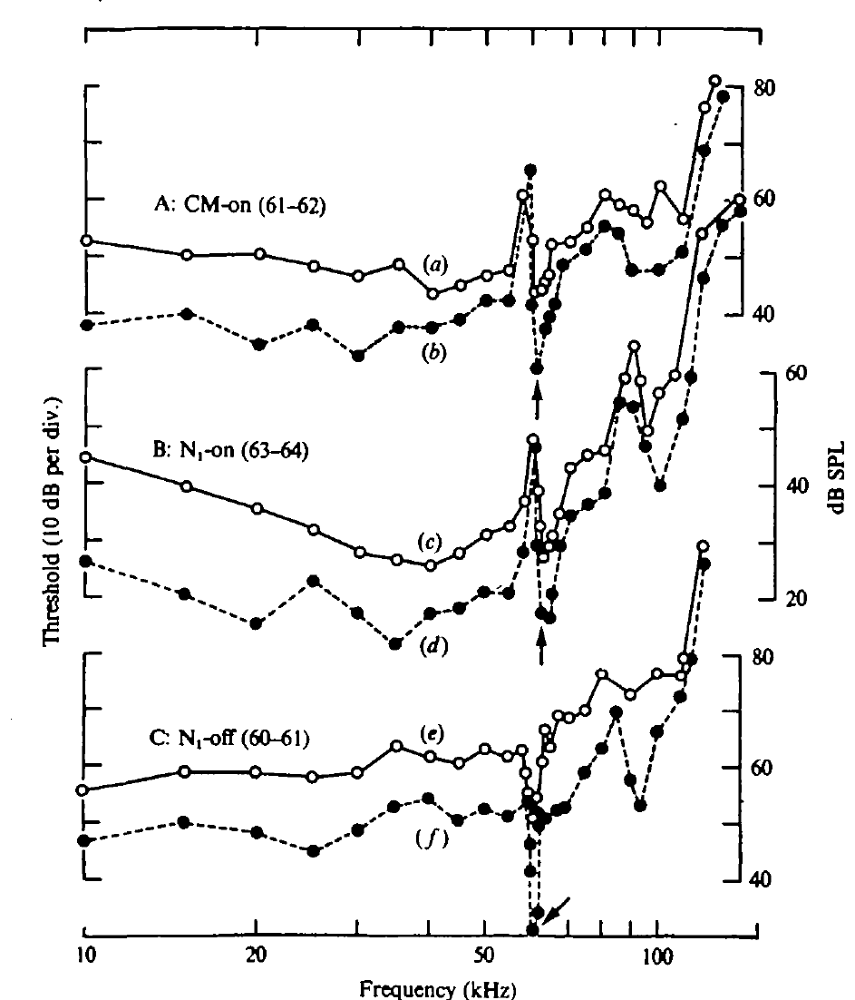 80
A: CM-on (61–62)
60
(a)
40
(b)
60
B: N₁-on (63–64)
40
(c)
20
(d)
80
C: N₁-off (60–61)
(e)
60
(f)
40
Threshold (10 dB per div.)
dB SPL
10 20 50 100
Frequency (kHz)